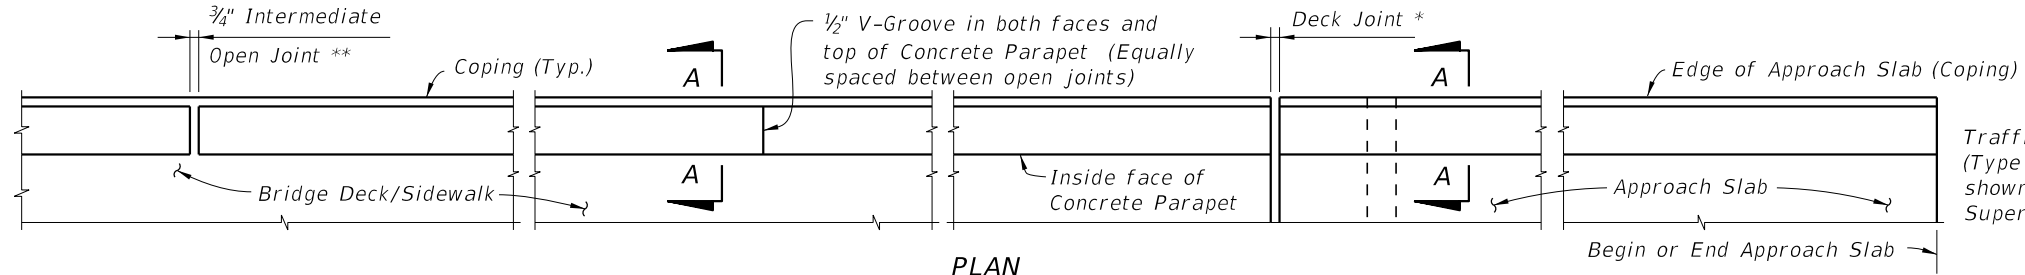 ¾" Intermediate
Open Joint **
Coping (Typ.)
A
½" V-Groove in both faces and
top of Concrete Parapet (Equally
spaced between open joints)
Deck Joint *
A
Edge of Approach Slab (Coping)
Bridge Deck/Sidewalk
A
Inside face of
Concrete Parapet
A
Approach Slab
(Type
shown
Begin or End Approach Slab
PLAN